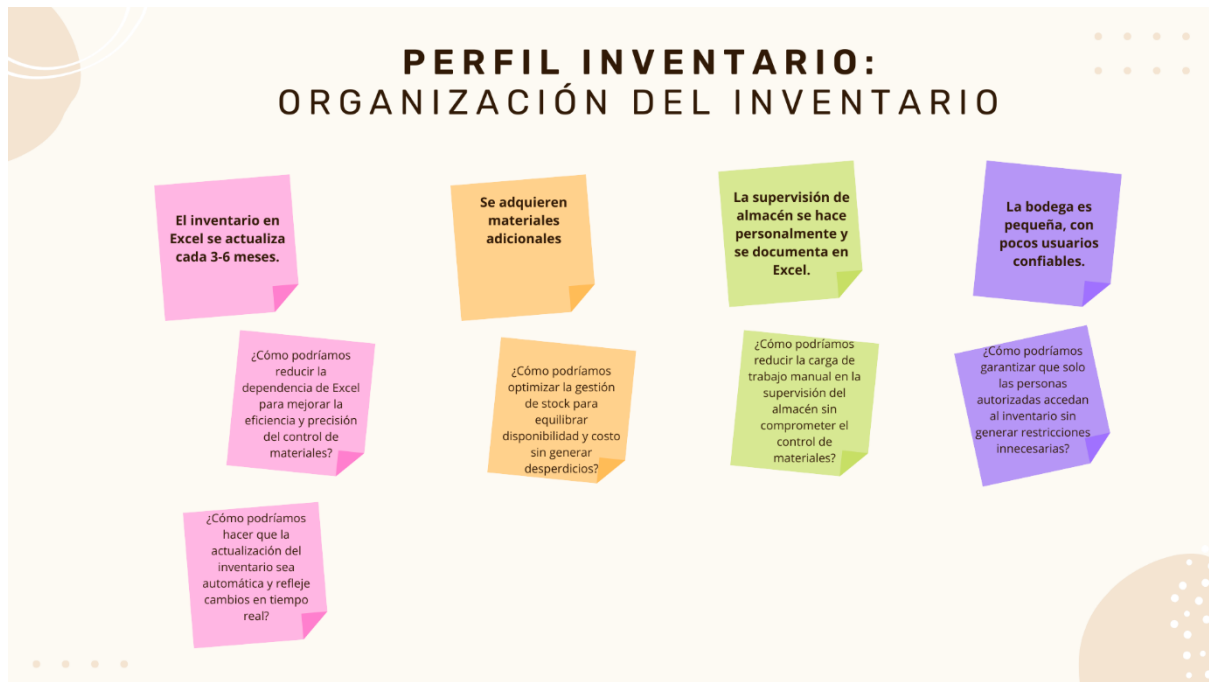 PERFIL INVENTARIO:
ORGANIZACIÓN DEL INVENTARIO
El inventario en
Excel se actualiza
cada 3-6 meses.
Se adquieren
materiales
adicionales
La supervisión de
almacén se hace
personalmente y
se documenta en
Excel.
La bodega es
pequeña, con
pocos usuarios
confiables.
¿Cómo podríamos
reducir la
dependencia de Excel
para mejorar la
eficiencia y precisión
del control de
materiales?
¿Cómo podríamos
optimizar la gestión
de stock para
equilibrar
disponibilidad y costo
sin generar
desperdicios?
¿Cómo podríamos
reducir la carga de
trabajo manual en la
supervisión del
almacén sin
comprometer el
control de
materiales?
¿Cómo podríamos
garantizar que solo
las personas
autorizadas accedan
al inventario sin
generar restricciones
innecesarias?
¿Cómo podríamos
hacer que la
actualización del
inventario sea
automática y refleje
cambios en tiempo
real?